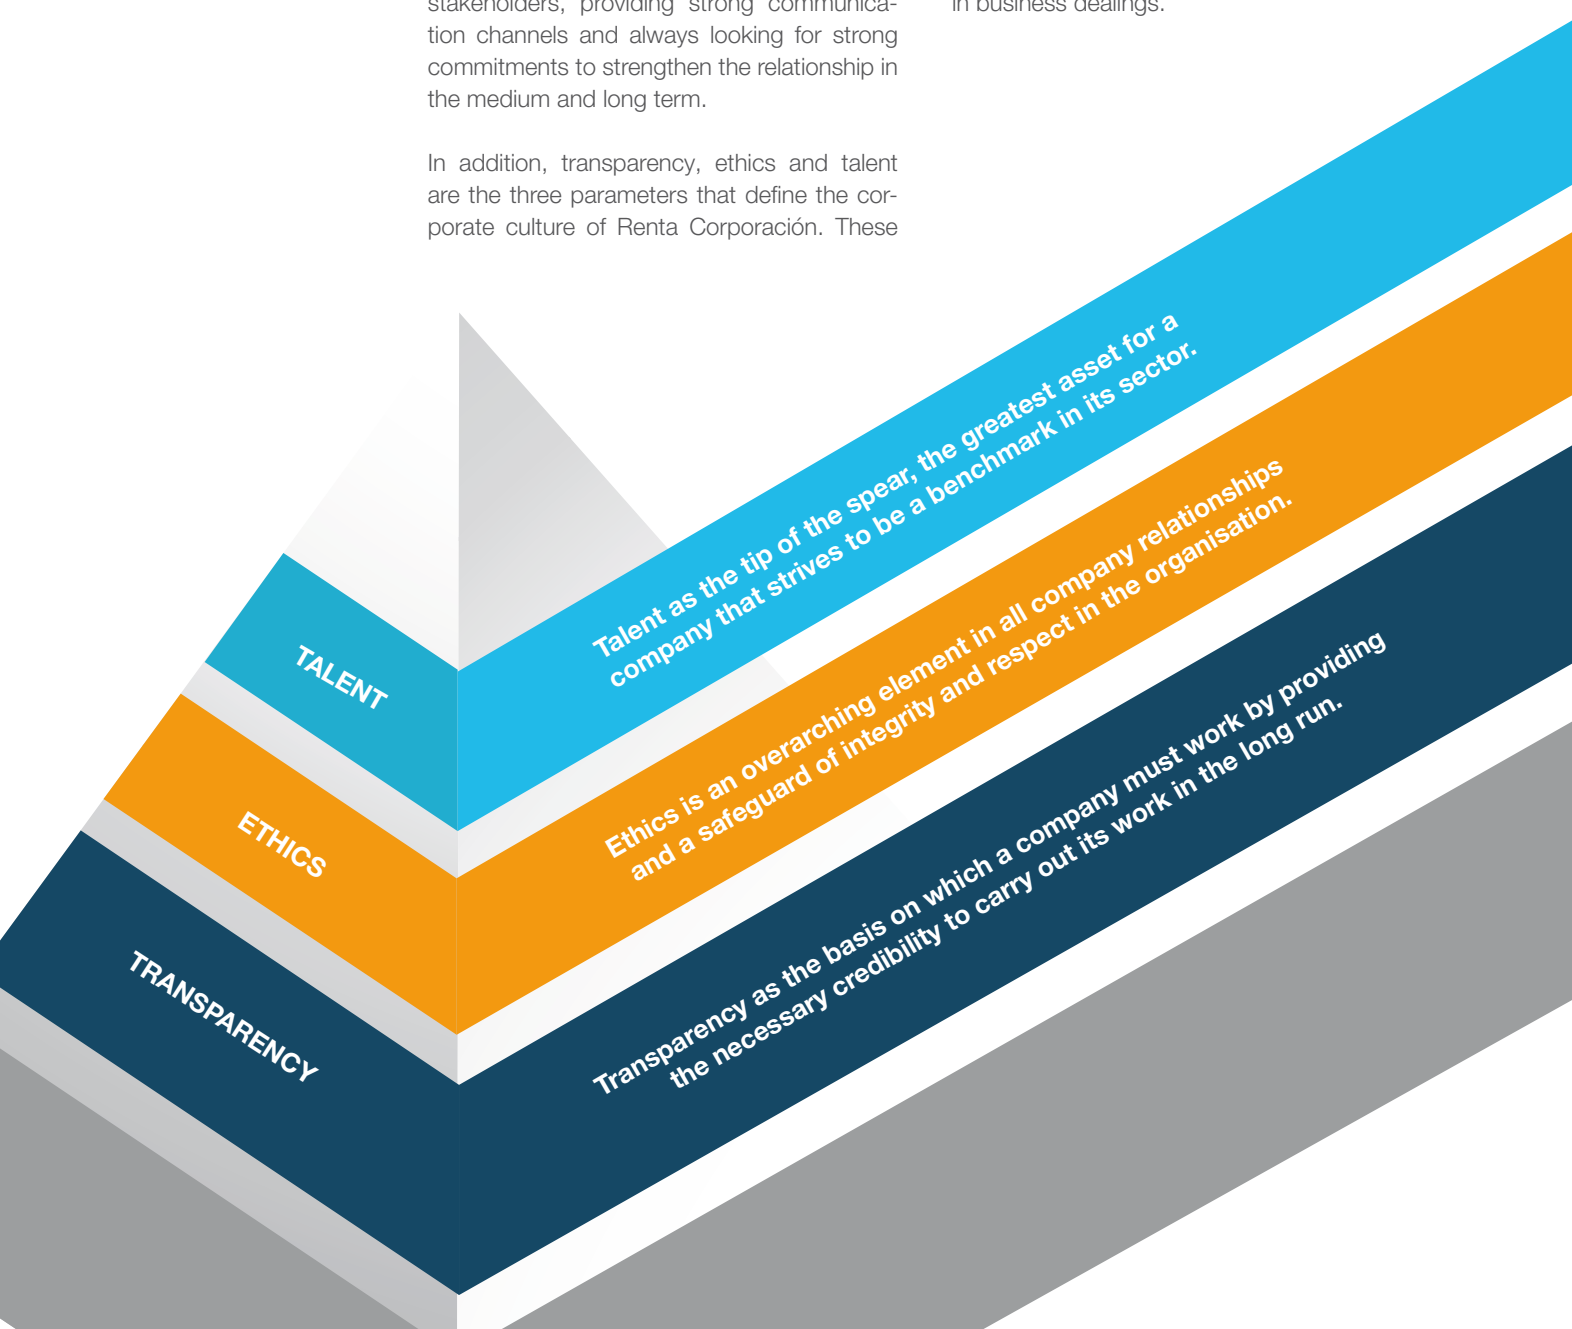 stakeholders, providing strong communica-
tion channels and always looking for strong
commitments to strengthen the relationship in
the medium and long term.
In addition, transparency, ethics and talent
are the three parameters that define the cor-
porate culture of Renta Corporación. These
in business dealings.
TALENT
Talent as the tip of the spear, the greatest asset for a
company that strives to be a benchmark in its sector.
ETHICS
Ethics is an overarching element in all company relationships
and a safeguard of integrity and respect in the organisation.
TRANSPARENCY
Transparency as the basis on which a company must work by providing
the necessary credibility to carry out its work in the long run.